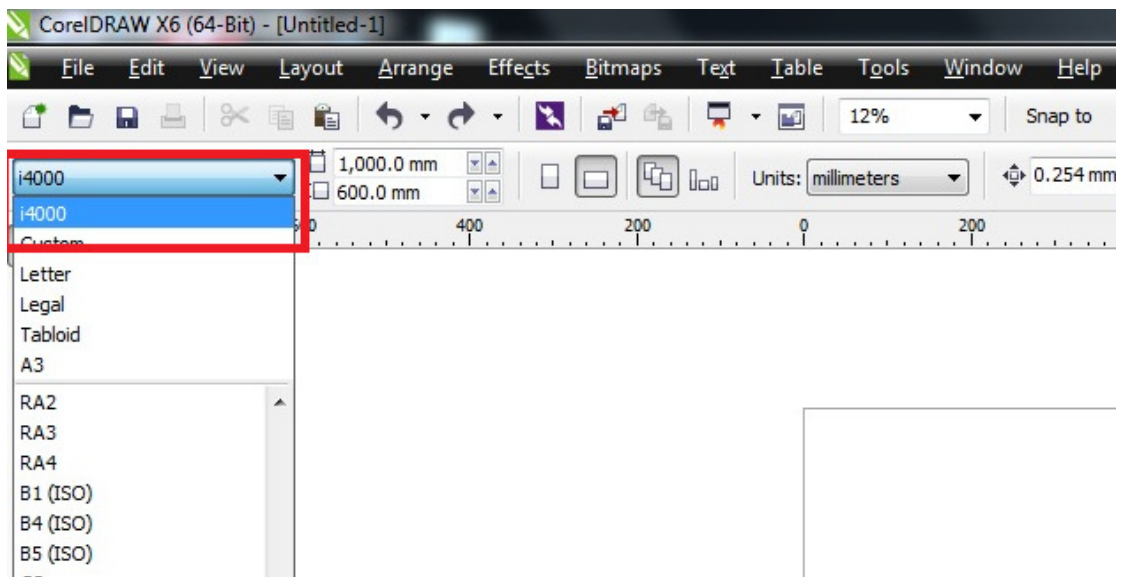 CorelDRAW X6 (64-Bit) - [Untitled-1]
File Edit View Layout Arrange Effects Bitmaps Text Table Tools Window Help
12% Snap to
i4000 1,000.0 mm
600.0 mm Units: millimeters 0.254 mm
i4000
400 200 0 200
Custom
Letter
Legal
Tabloid
A3
RA2
RA3
RA4
B1 (ISO)
B4 (ISO)
B5 (ISO)